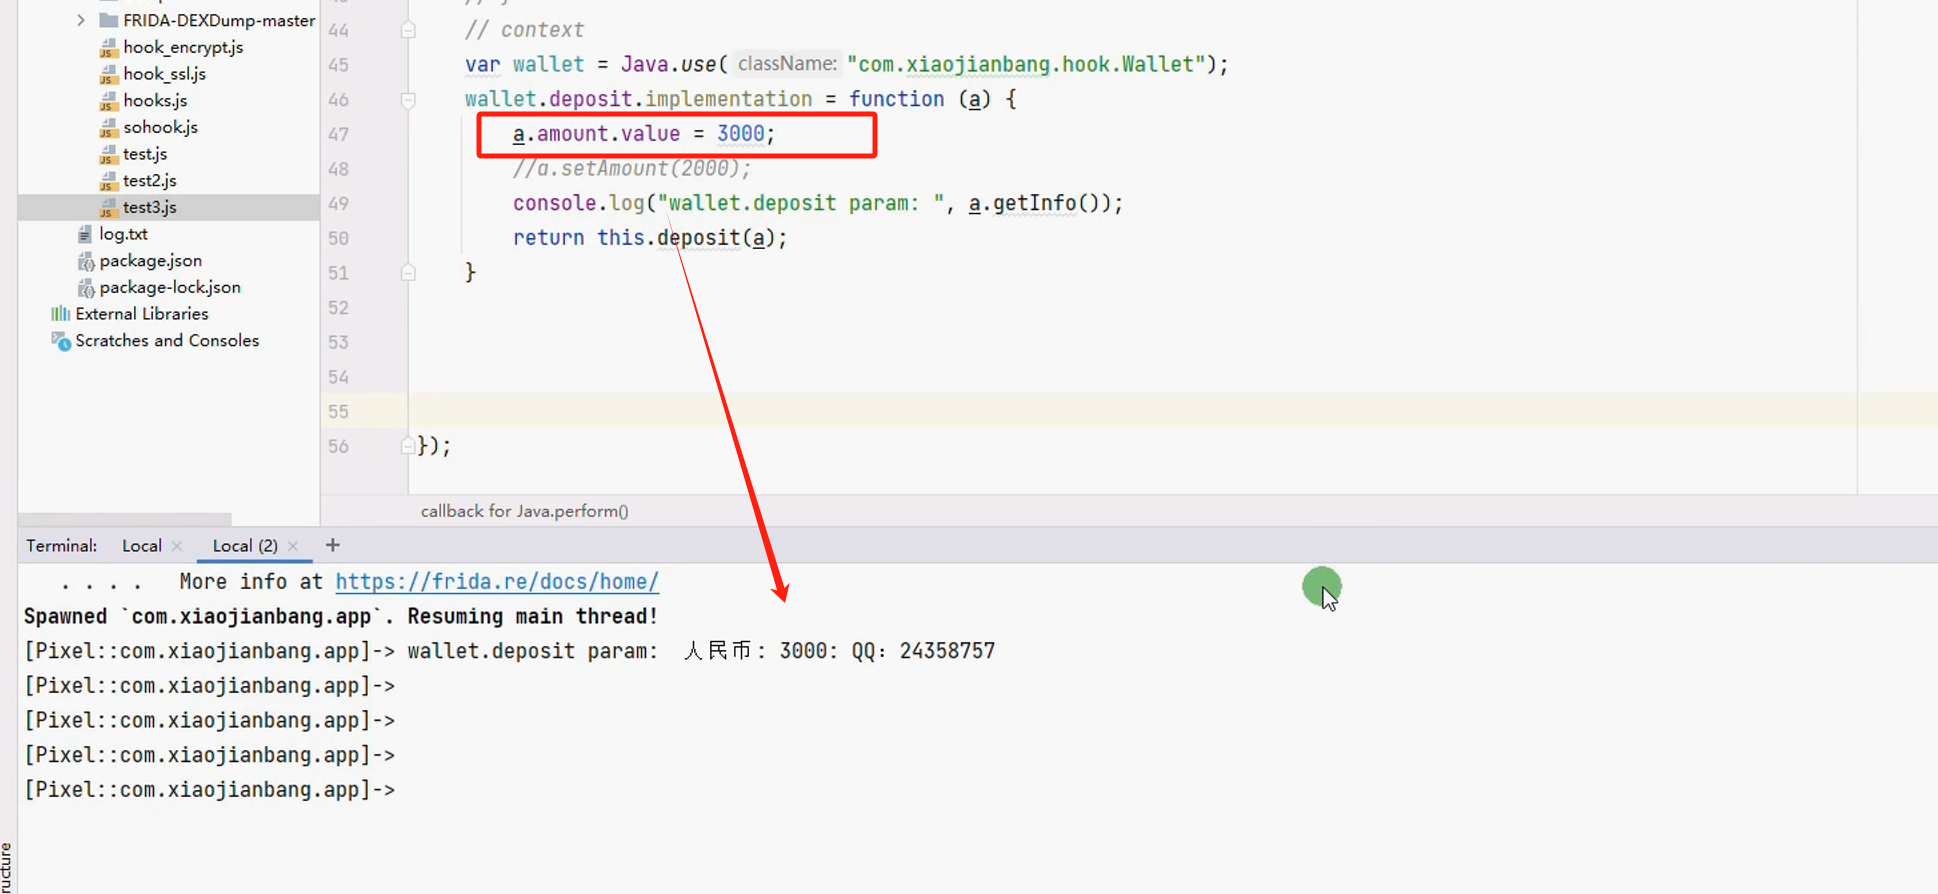 FRIDA-DEXDump-master
hook_encrypt.js
hook_ssl.js
hooks.js
sohook.js
test.js
test2.js
test3.js
log.txt
package.json
package-lock.json
External Libraries
Scratches and Consoles
44 // context
45 var wallet = Java.use( className: "com.xiaojianbang.hook.Wallet");
46 wallet.deposit.implementation = function (a) {
47 a.amount.value = 3000;
48 //a.setAmount(2000);
49 console.log("wallet.deposit param: ", a.getInfo());
50 return this.deposit(a);
51 }
52
53
54
55
56 });
callback for Java.perform()
Terminal: Local Local (2)
. . . . More info at https://frida.re/docs/home/
Spawned `com.xiaojianbang.app`. Resuming main thread!
[Pixel::com.xiaojianbang.app]-> wallet.deposit param:  人民币: 3000: QQ：24358757
[Pixel::com.xiaojianbang.app]->
[Pixel::com.xiaojianbang.app]->
[Pixel::com.xiaojianbang.app]->
[Pixel::com.xiaojianbang.app]->